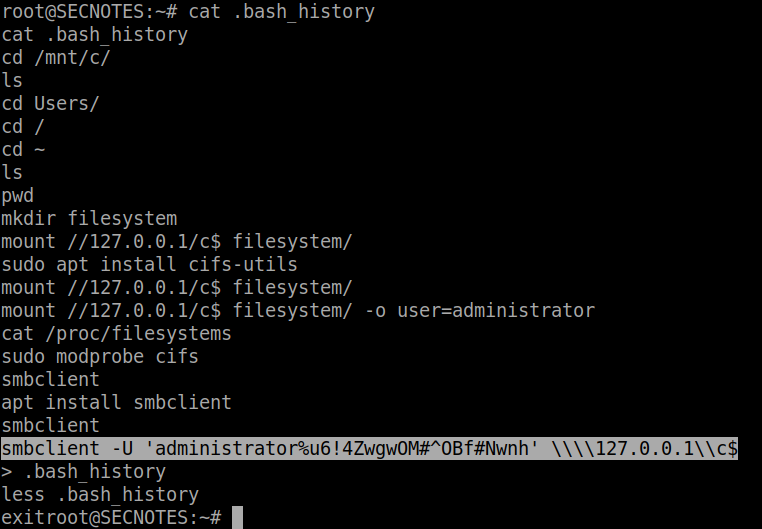 root@SECNOTES:~# cat .bash_history
cat .bash_history
cd /mnt/c/
ls
cd Users/
cd /
cd ~
ls
pwd
mkdir filesystem
mount //127.0.0.1/c$ filesystem/
sudo apt install cifs-utils
mount //127.0.0.1/c$ filesystem/
mount //127.0.0.1/c$ filesystem/ -o user=administrator
cat /proc/filesystems
sudo modprobe cifs
smbclient
apt install smbclient
smbclient
smbclient -U 'administrator%u6!4ZwgwOM#^OBf#Nwnh' \\\\127.0.0.1\\c$
> .bash_history
less .bash_history
exitroot@SECNOTES:~#